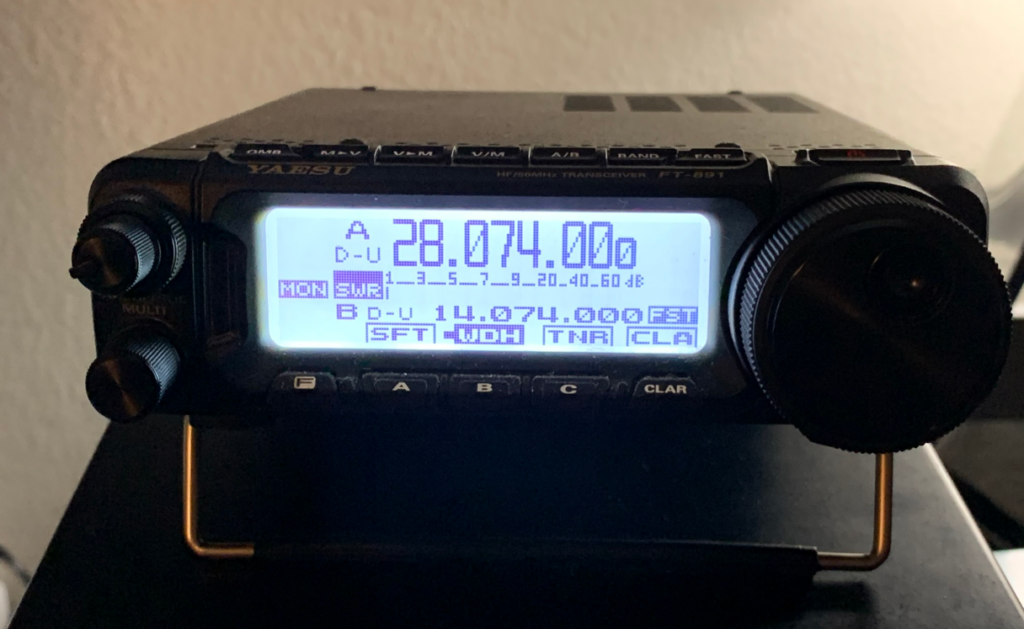 QMB M►V V►M V/M A/B BAND FAST
YAESU HF/50MHz TRANSCEIVER FT-891
A 28.074.000
D-U
1 3 5 7 9 20 40 60 dB
MON SWR
B D-U 14.074.000 FST
SFT WDH TNR CLA
MULTI
F A B C CLAR